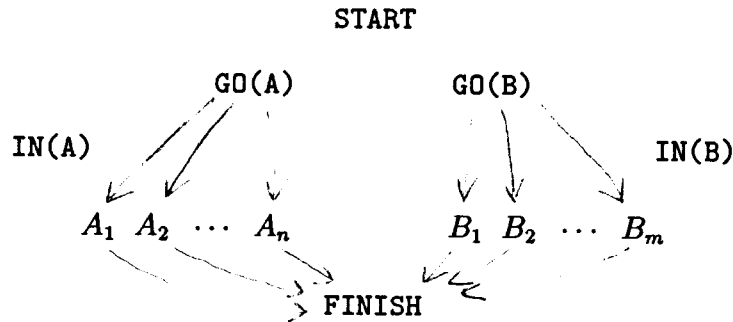 START
GO(A) GO(B)
IN(A) IN(B)
A₁ A₂ ⋯ Aₙ B₁ B₂ ⋯ Bₘ
FINISH